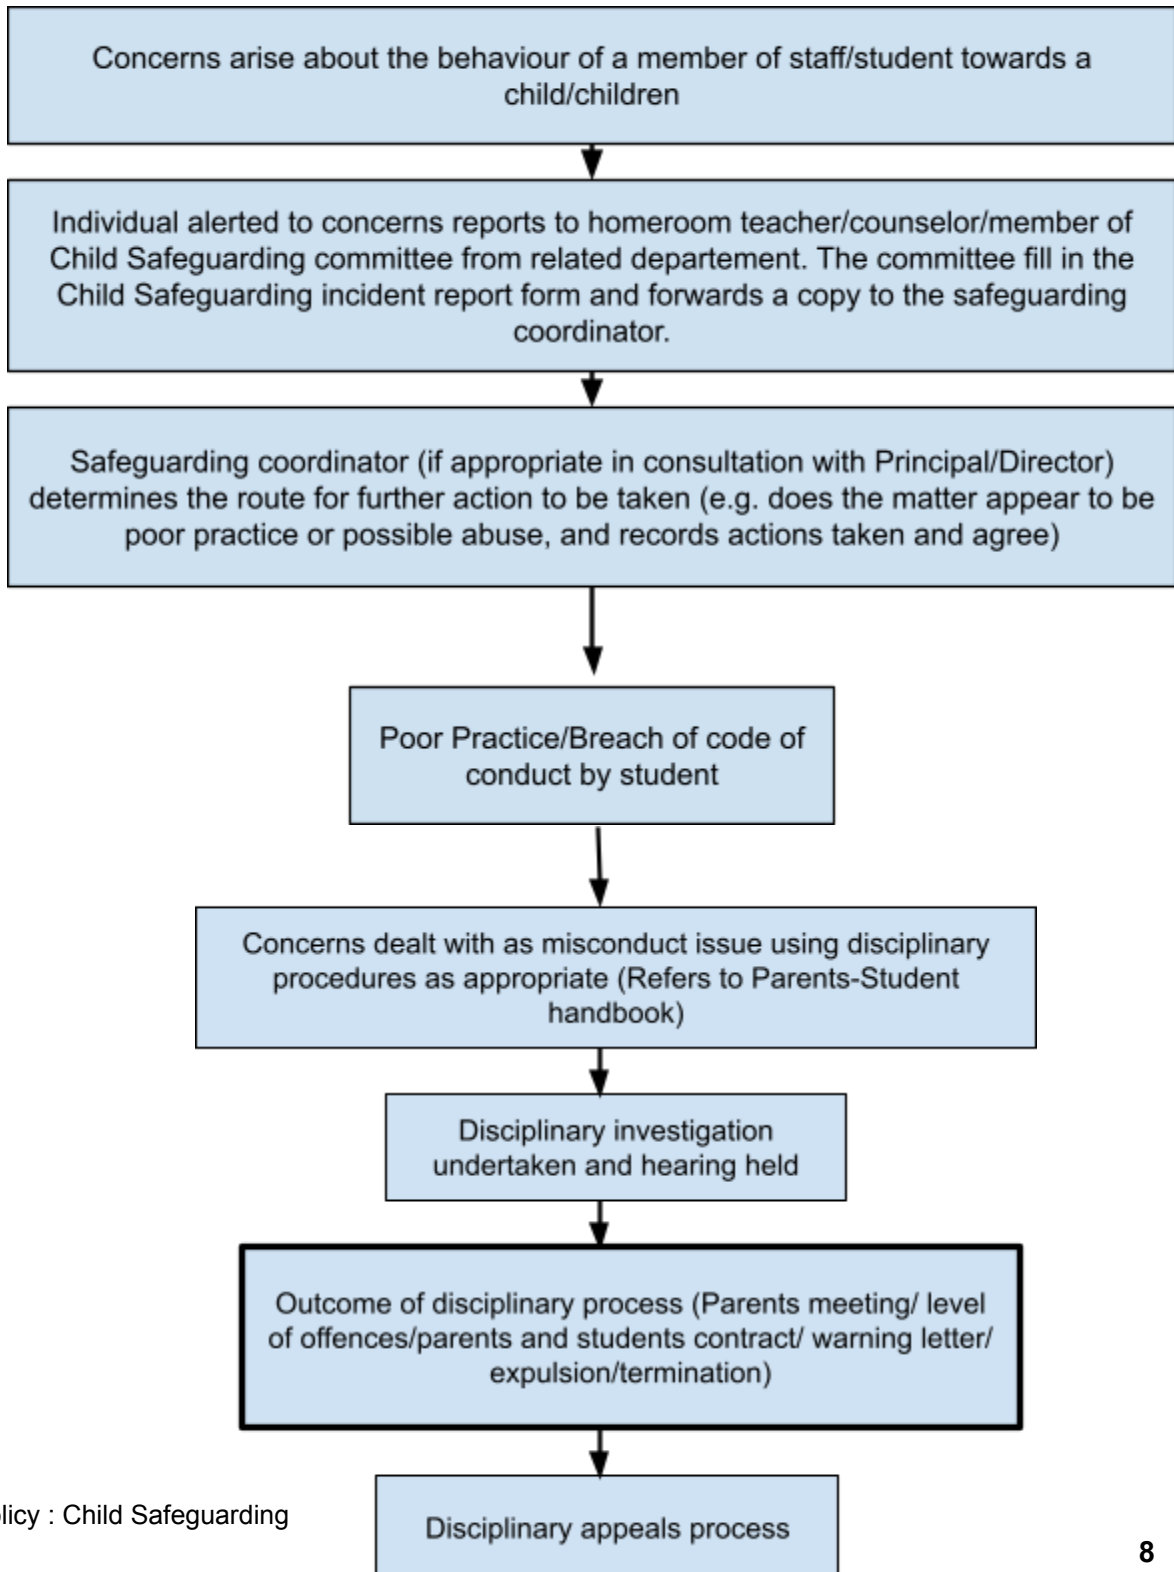 Concerns arise about the behaviour of a member of staff/student towards a
child/children
Individual alerted to concerns reports to homeroom teacher/counselor/member of
Child Safeguarding committee from related departement. The committee fill in the
Child Safeguarding incident report form and forwards a copy to the safeguarding
coordinator.
Safeguarding coordinator (if appropriate in consultation with Principal/Director)
determines the route for further action to be taken (e.g. does the matter appear to be
poor practice or possible abuse, and records actions taken and agree)
Poor Practice/Breach of code of
conduct by student
Concerns dealt with as misconduct issue using disciplinary
procedures as appropriate (Refers to Parents-Student
handbook)
Disciplinary investigation
undertaken and hearing held
Outcome of disciplinary process (Parents meeting/ level
of offences/parents and students contract/ warning letter/
expulsion/termination)
Disciplinary appeals process
licy : Child Safeguarding
8